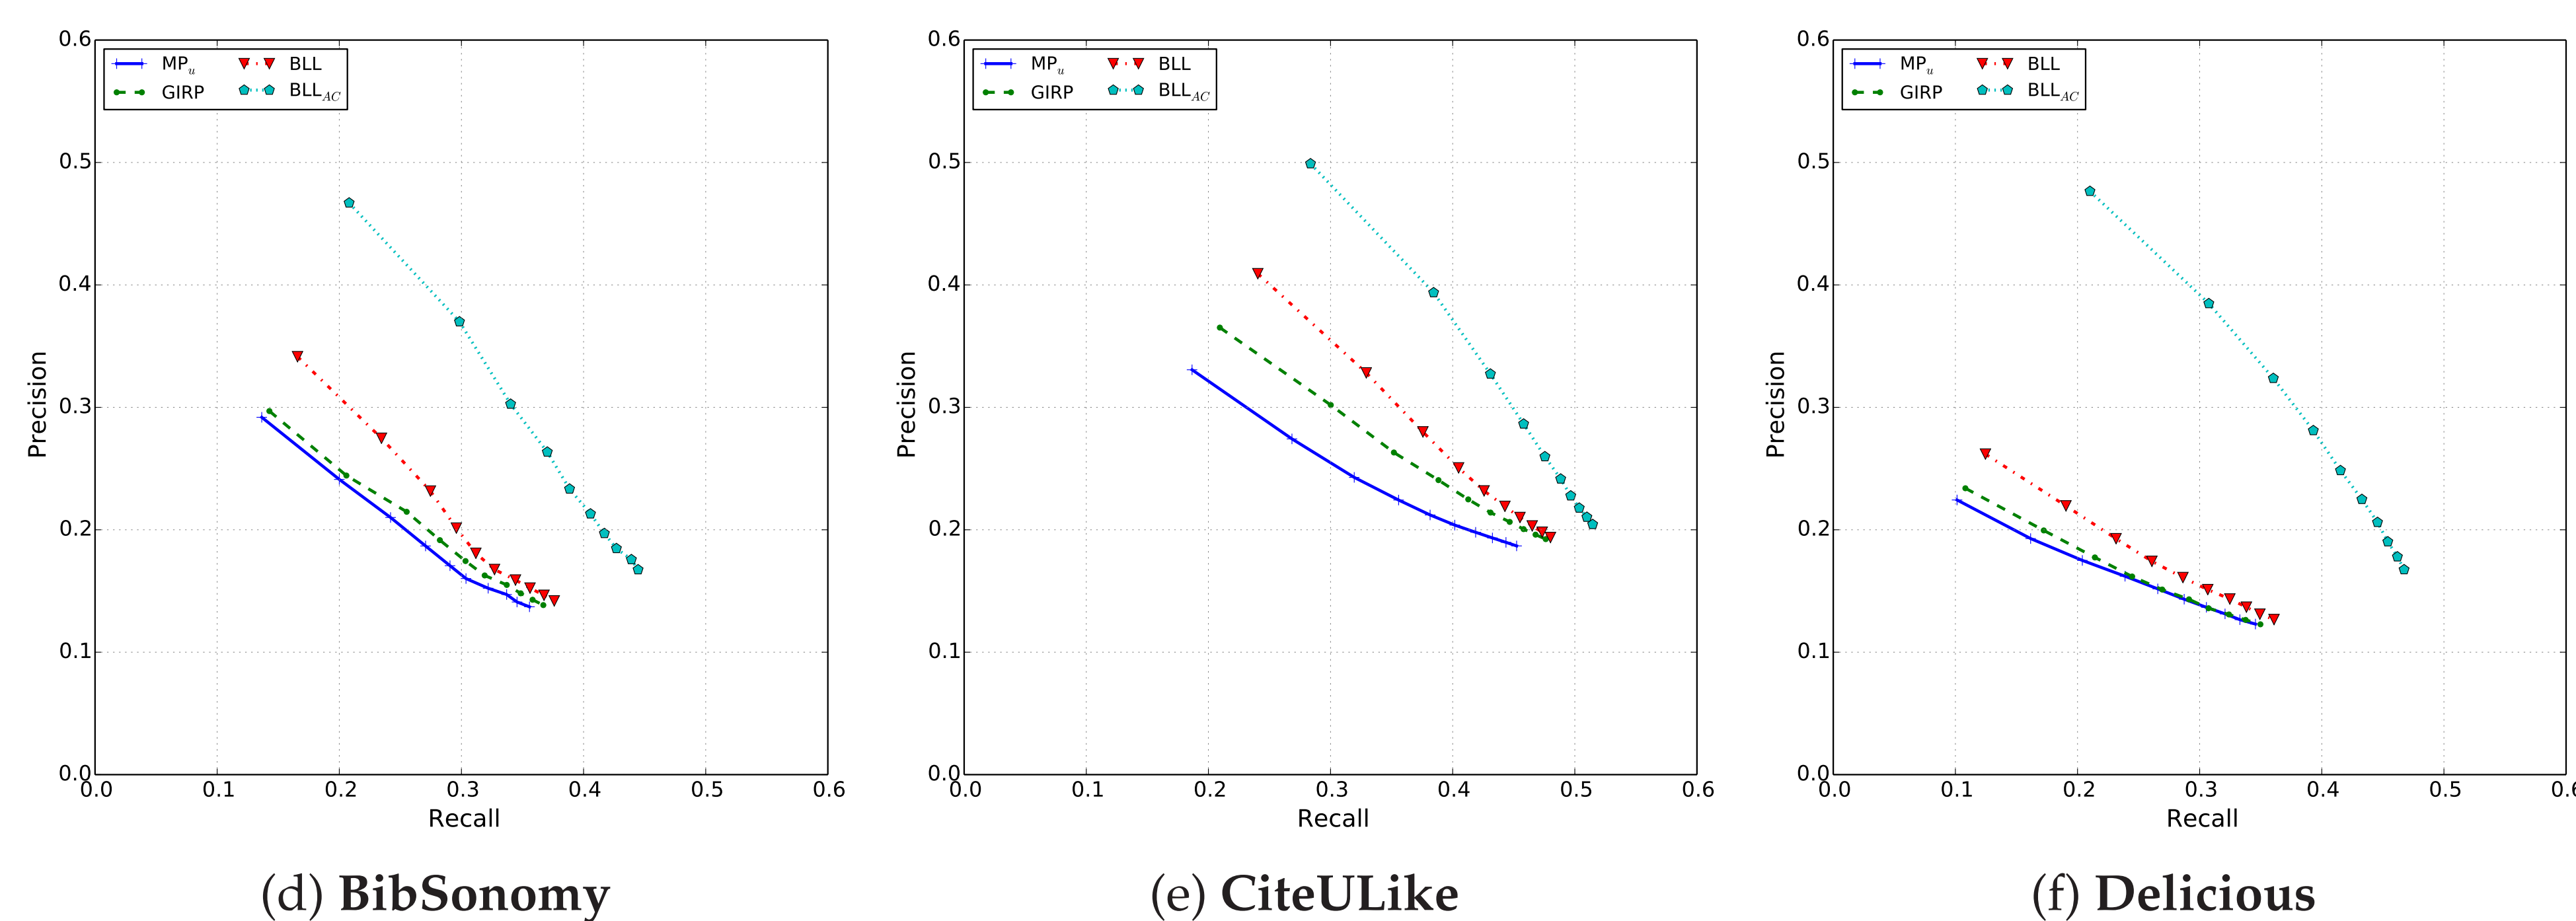 0.6
0.5
0.4
0.3
0.2
0.1
0.0
Precision
MPu BLL
GIRP BLLAC
0.0 0.1 0.2 0.3 0.4 0.5 0.6
Recall
(d) BibSonomy
0.6
0.5
0.4
0.3
0.2
0.1
0.0
Precision
MPu BLL
GIRP BLLAC
0.0 0.1 0.2 0.3 0.4 0.5 0.6
Recall
(e) CiteULike
0.6
0.5
0.4
0.3
0.2
0.1
0.0
Precision
MPu BLL
GIRP BLLAC
0.0 0.1 0.2 0.3 0.4 0.5
Recall
(f) Delicious